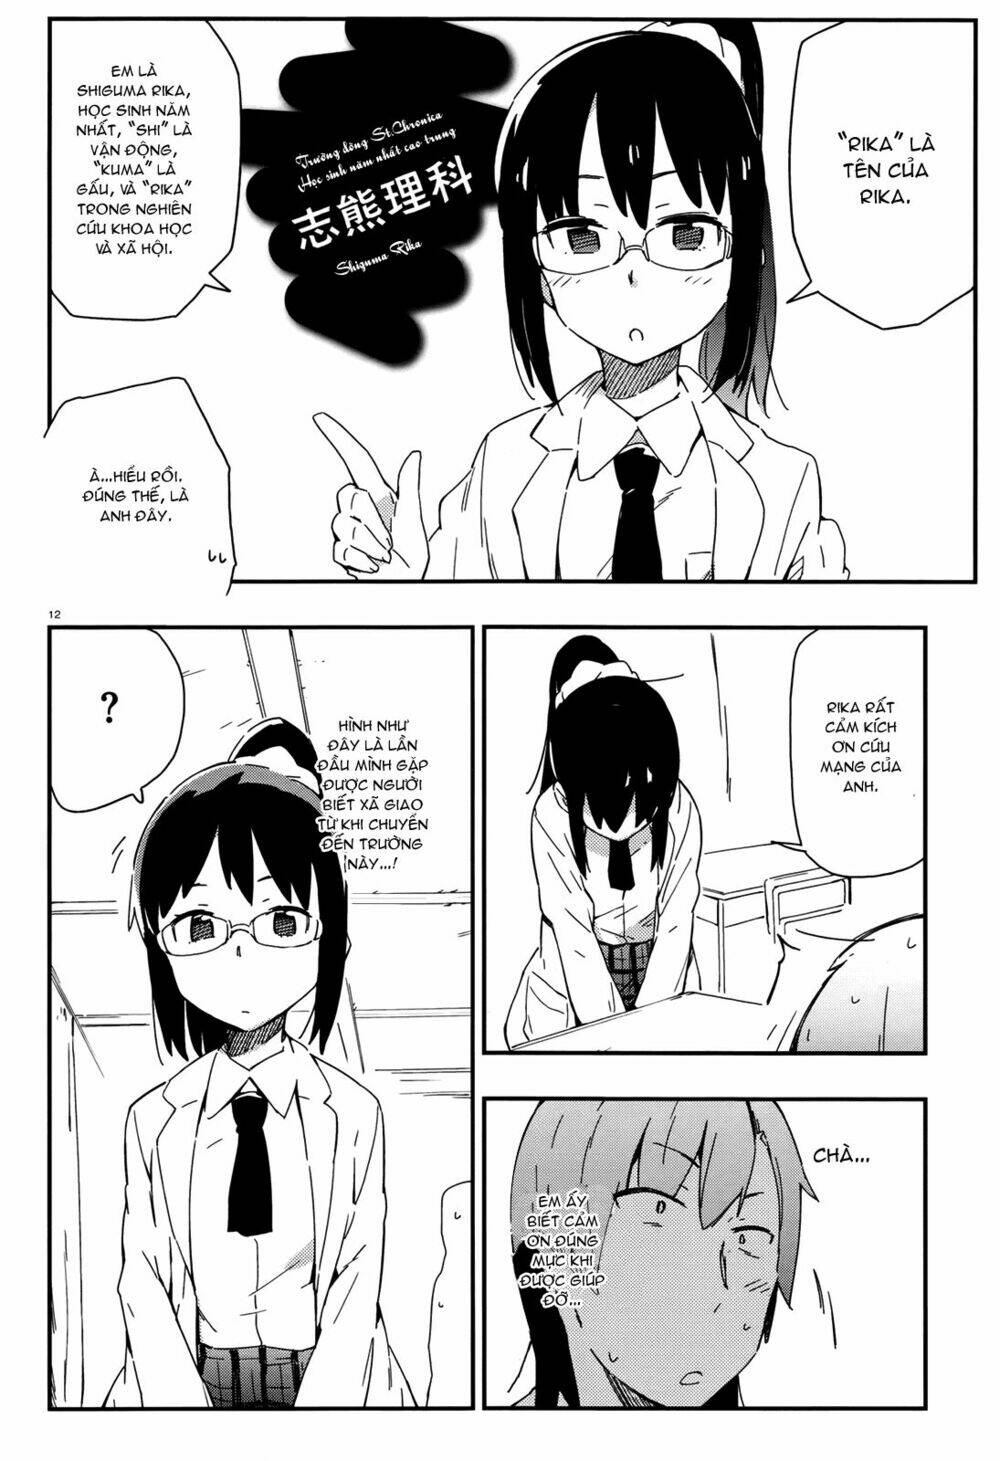 "RIKA" LÀ
TÊN CỦA
RIKA.
EM LÀ
SHIGUMA RIKA,
HỌC SINH NĂM
NHẤT, "SHI" LÀ
VẬN ĐỘNG,
"KUMA" LÀ
GẤU, VÀ "RIKA"
TRONG NGHIÊN
CỨU KHOA HỌC
VÀ XÃ HỘI.
Trường dòng St.Chronica
Học sinh năm nhất cao trung
志熊理科
Shiguma Rika
À...HIỂU RỒI.
ĐÚNG THẾ, LÀ
ANH ĐÂY.
12
RIKA RẤT
CẢM KÍCH
ƠN CỨU
MẠNG CỦA
ANH.
CHÀ...
EM ẤY
BIẾT CẢM
ƠN ĐÚNG
MỰC KHI
ĐƯỢC GIÚP
ĐỠ...
HÌNH NHƯ
ĐÂY LÀ LẦN
ĐẦU MÌNH GẶP
ĐƯỢC NGƯỜI
BIẾT XÃ GIAO
TỪ KHI CHUYỂN
ĐẾN TRƯỜNG
NÀY...!
?